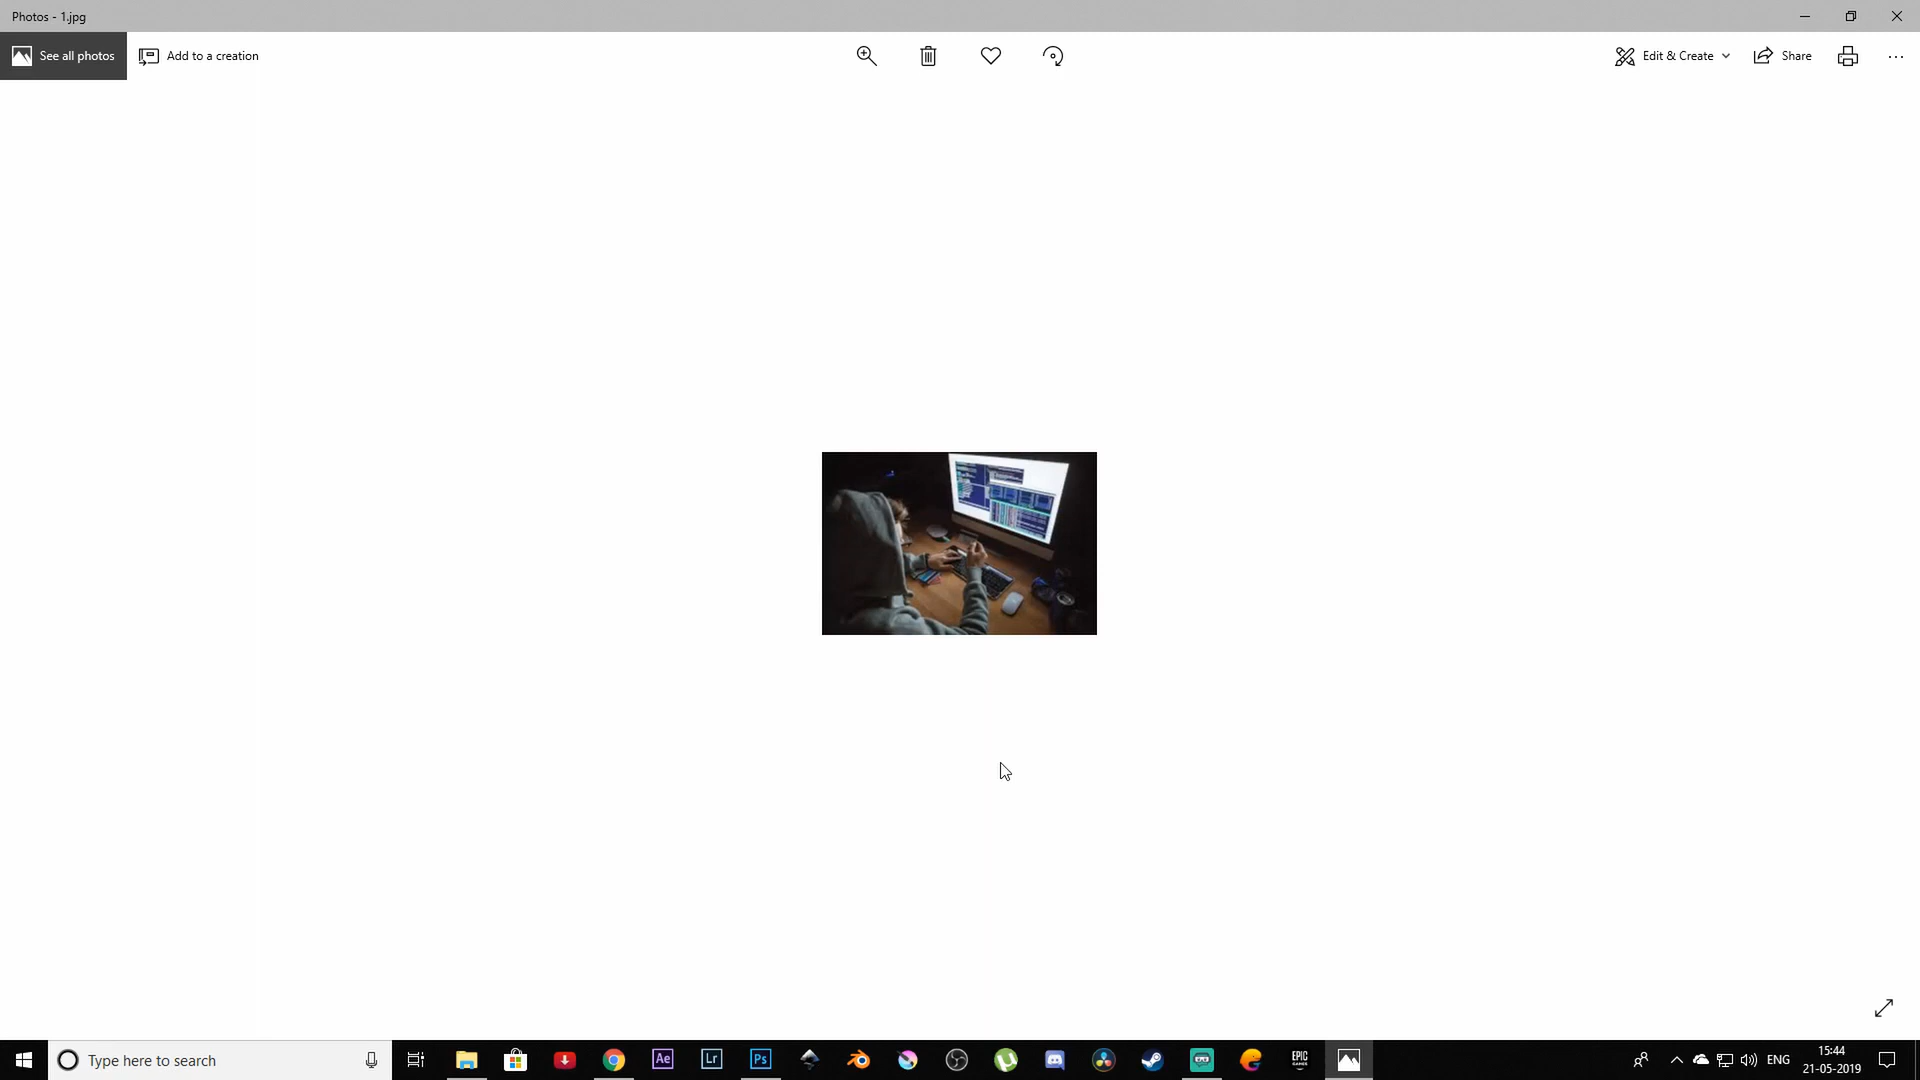 Photos - 1.jpg
See all photos
Add to a creation
Edit & Create
Share
Type here to search
Ae
Lr
Ps
EPIC
GAMES
ENG
15:44
21-05-2019